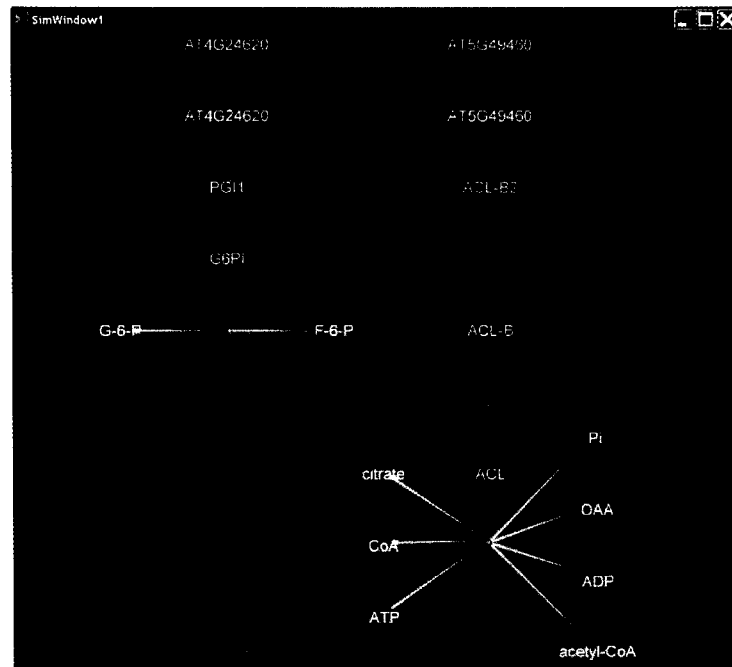 SimWindow1
AT4G24620 AT5G49460
AT4G24620 AT5G49460
PGI1 ACL-B2
G6PI
G-6-P F-6-P ACL-B
Pi
citrate ACL
OAA
CoA
ADP
ATP
acetyl-CoA